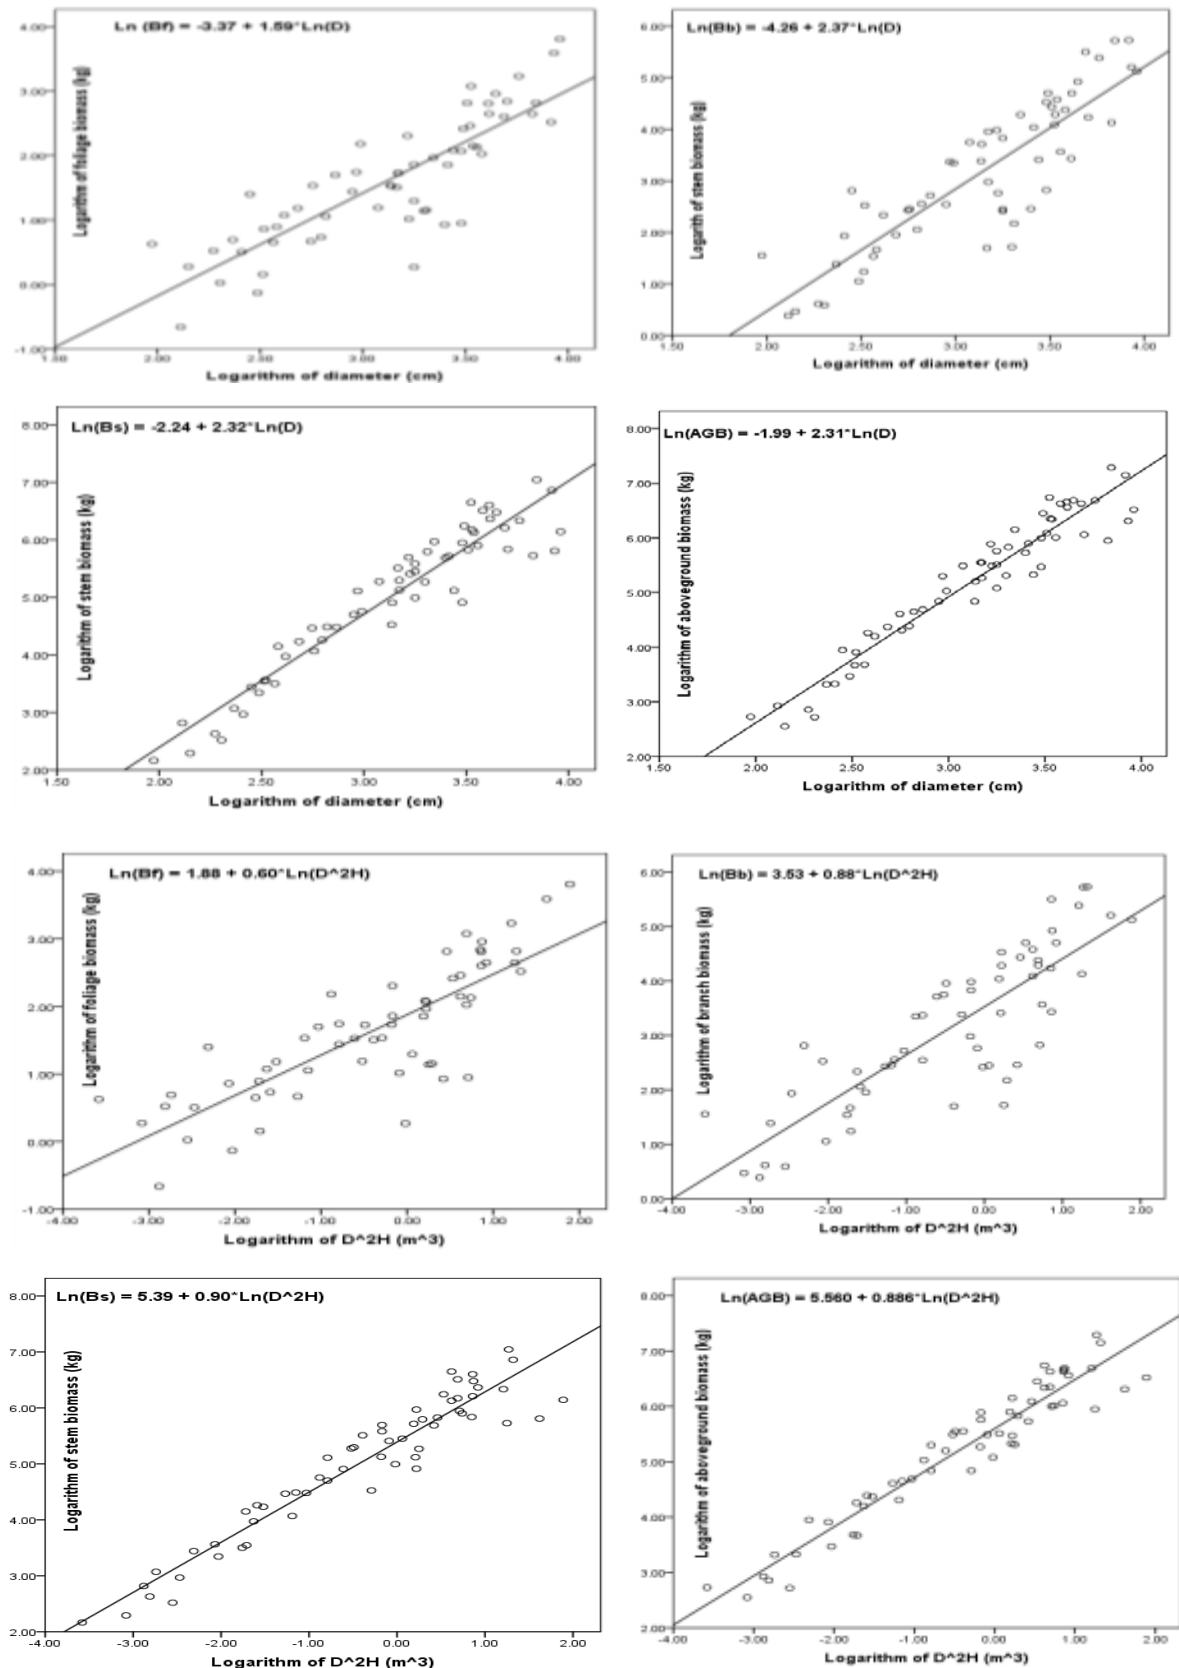 Ln (Bf) = -3.37 + 1.59*Ln(D)
Logarithm of foliage biomass (kg)
4.00
3.00
2.00
1.00
0.00
-1.00
1.50 2.00 2.50 3.00 3.50 4.00
Logarithm of diameter (cm)
Ln(Bb) = -4.26 + 2.37*Ln(D)
Logarith of stem biomass (kg)
6.00
5.00
4.00
3.00
2.00
1.00
0.00
1.50 2.00 2.50 3.00 3.50 4.00
Logarithm of diameter (cm)
Ln(Bs) = -2.24 + 2.32*Ln(D)
Logarithm of stem biomass (kg)
8.00
7.00
6.00
5.00
4.00
3.00
2.00
1.50 2.00 2.50 3.00 3.50 4.00
Logarithm of diameter (cm)
Ln(AGB) = -1.99 + 2.31*Ln(D)
Logarithm of aboveground biomass (kg)
8.00
7.00
6.00
5.00
4.00
3.00
2.00
1.50 2.00 2.50 3.00 3.50 4.00
Logarithm of diameter (cm)
Ln(Bf) = 1.88 + 0.60*Ln(D^2H)
Logarithm of foliage biomass (kg)
4.00
3.00
2.00
1.00
0.00
-1.00
-4.00 -3.00 -2.00 -1.00 0.00 1.00 2.00
Logarithm of D^2H (m^3)
Ln(Bb) = 3.53 + 0.88*Ln(D^2H)
Logarithm of branch biomass (kg)
6.00
5.00
4.00
3.00
2.00
1.00
0.00
-4.00 -3.00 -2.00 -1.00 0.00 1.00 2.00
Logarithm of D^2H (m^3)
Ln(Bs) = 5.39 + 0.90*Ln(D^2H)
Logarithm of stem biomass (kg)
8.00
7.00
6.00
5.00
4.00
3.00
2.00
-4.00 -3.00 -2.00 -1.00 0.00 1.00 2.00
Logarithm of D^2H (m^3)
Ln(AGB) = 5.560 + 0.886*Ln(D^2H)
Logarithm of aboveground biomass (kg)
8.00
7.00
6.00
5.00
4.00
3.00
2.00
-4.00 -3.00 -2.00 -1.00 0.00 1.00 2.00
Logarithm of D^2H (m^3)